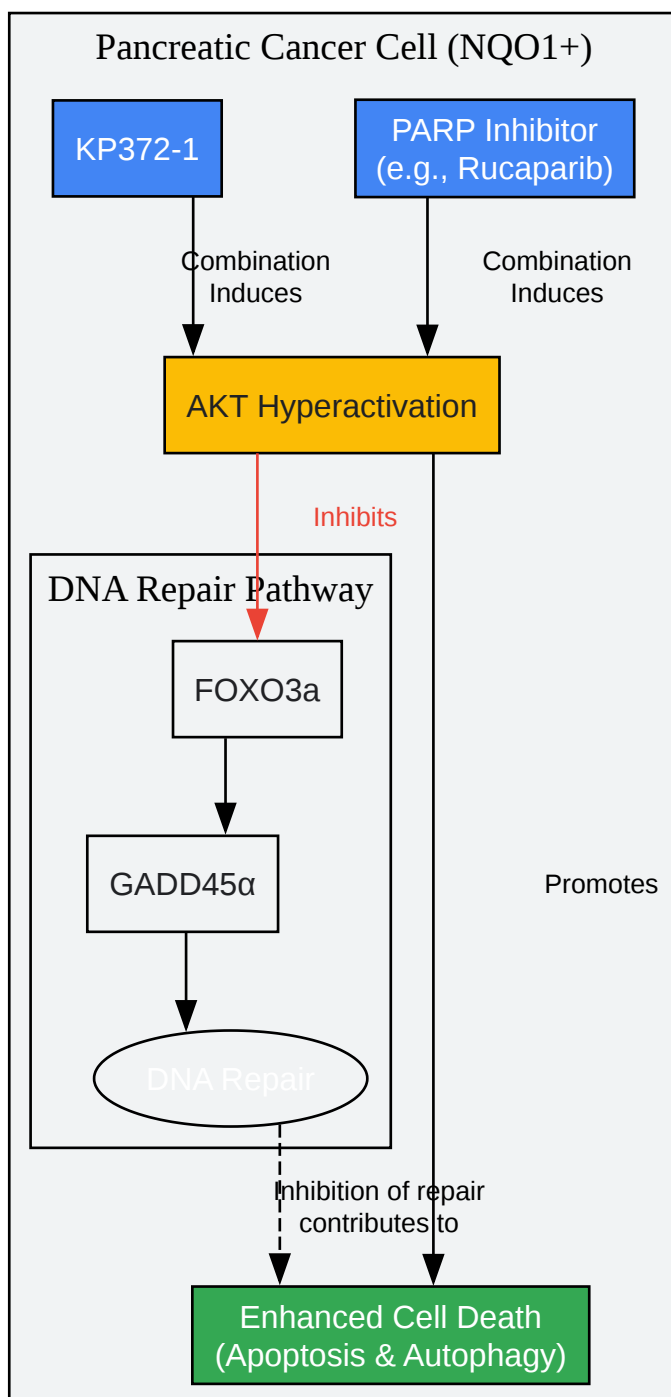 Pancreatic Cancer Cell (NQO1+)
KP372-1
PARP Inhibitor
(e.g., Rucaparib)
Combination
Induces
Combination
Induces
AKT Hyperactivation
Inhibits
DNA Repair Pathway
FOXO3a
GADD45α
Promotes
DNA Repair
Inhibition of repair
contributes to
Enhanced Cell Death
(Apoptosis & Autophagy)